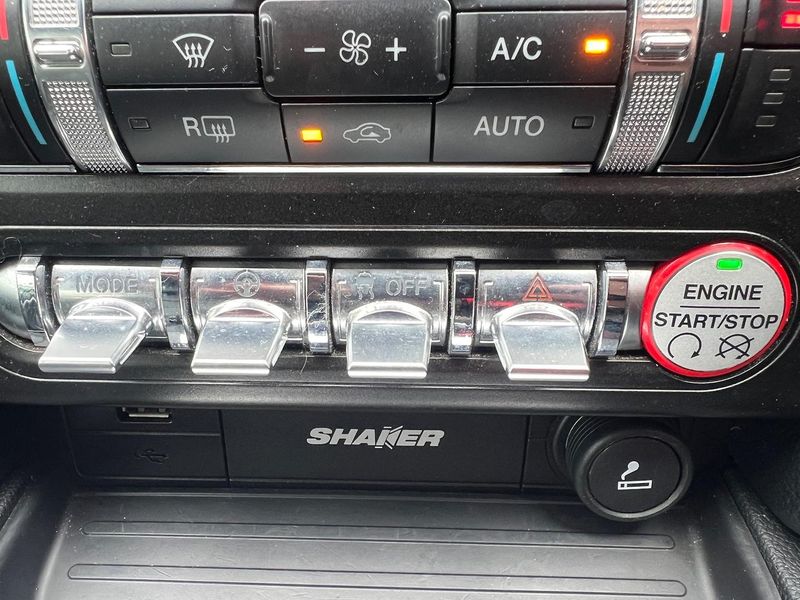 - +
A/C
R
AUTO
MODE
OFF
ENGINE
START/STOP
SHAKER